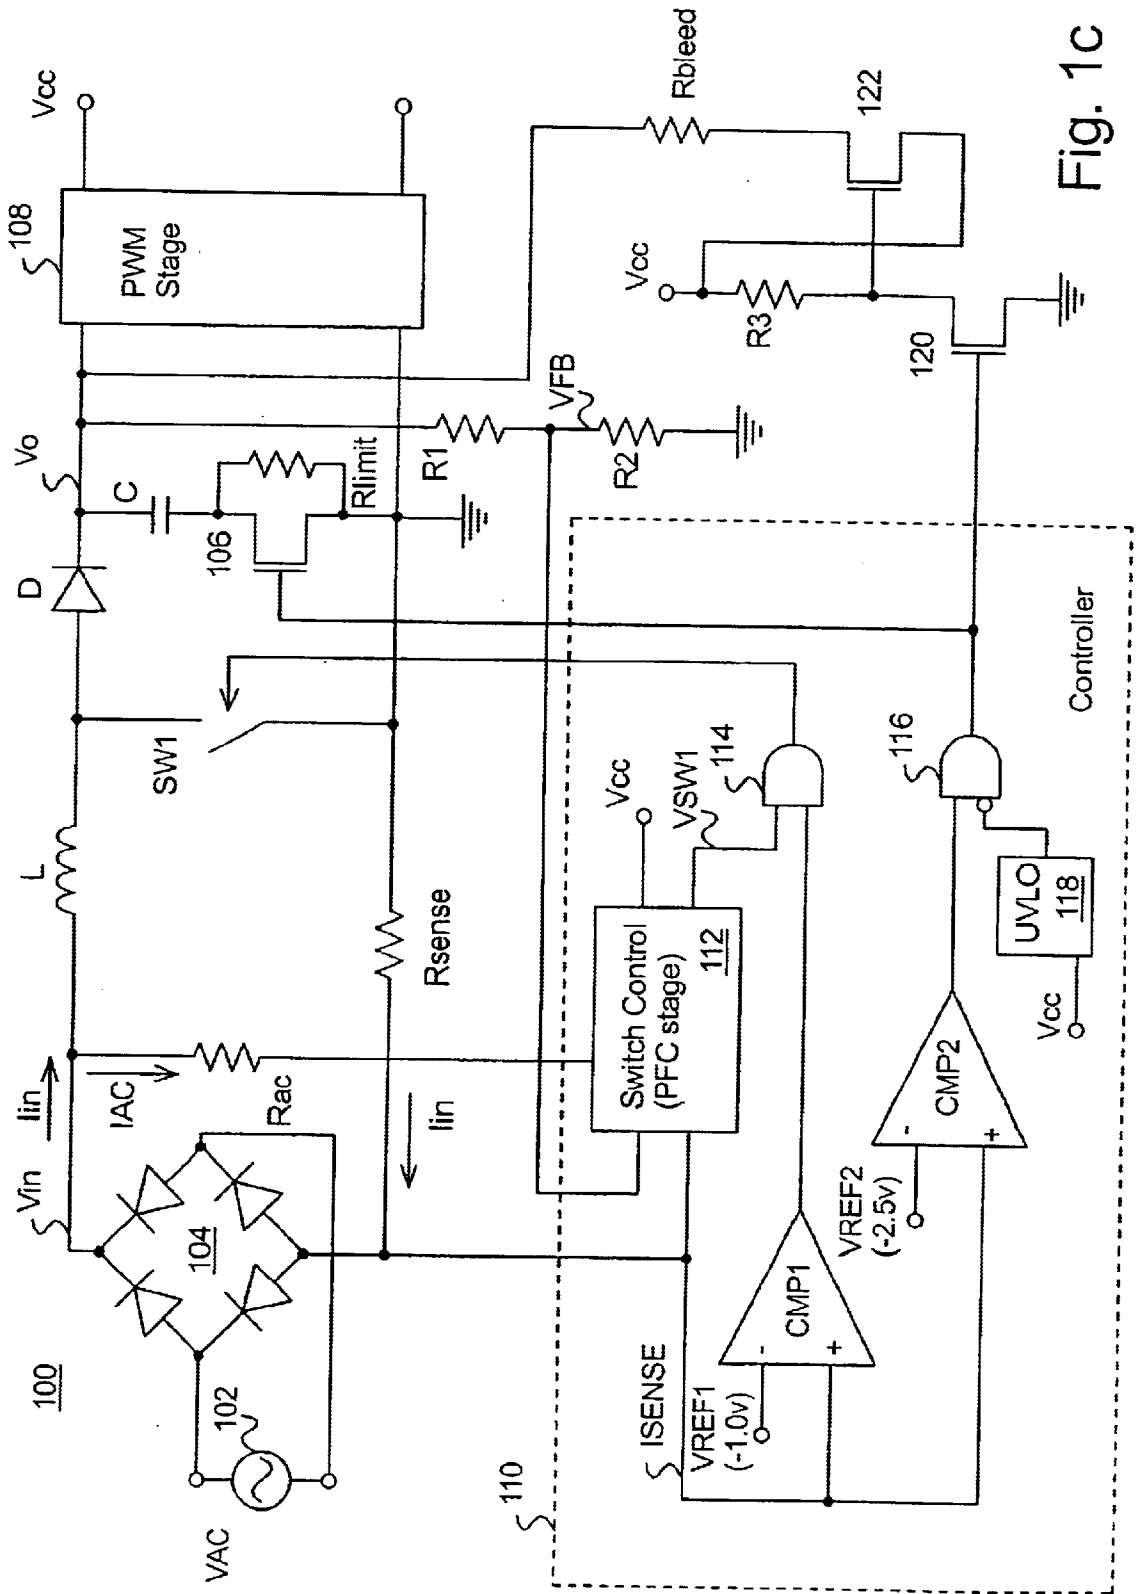 100
VAC
102
104
Vin
Iin
IAC
Rac
Iin
L
Rsense
SW1
D
Vo
C
106
Rlimit
108
PWM
Stage
Vcc
R1
VFB
R2
Rbleed
Vcc
R3
122
120
110
ISENSE
VREF1
(-1.0v)
-
+
CMP1
Switch Control
(PFC stage)
112
Vcc
VSW1
114
VREF2
(-2.5v)
-
+
CMP2
Vcc
UVLO
118
116
Controller
Fig. 1c